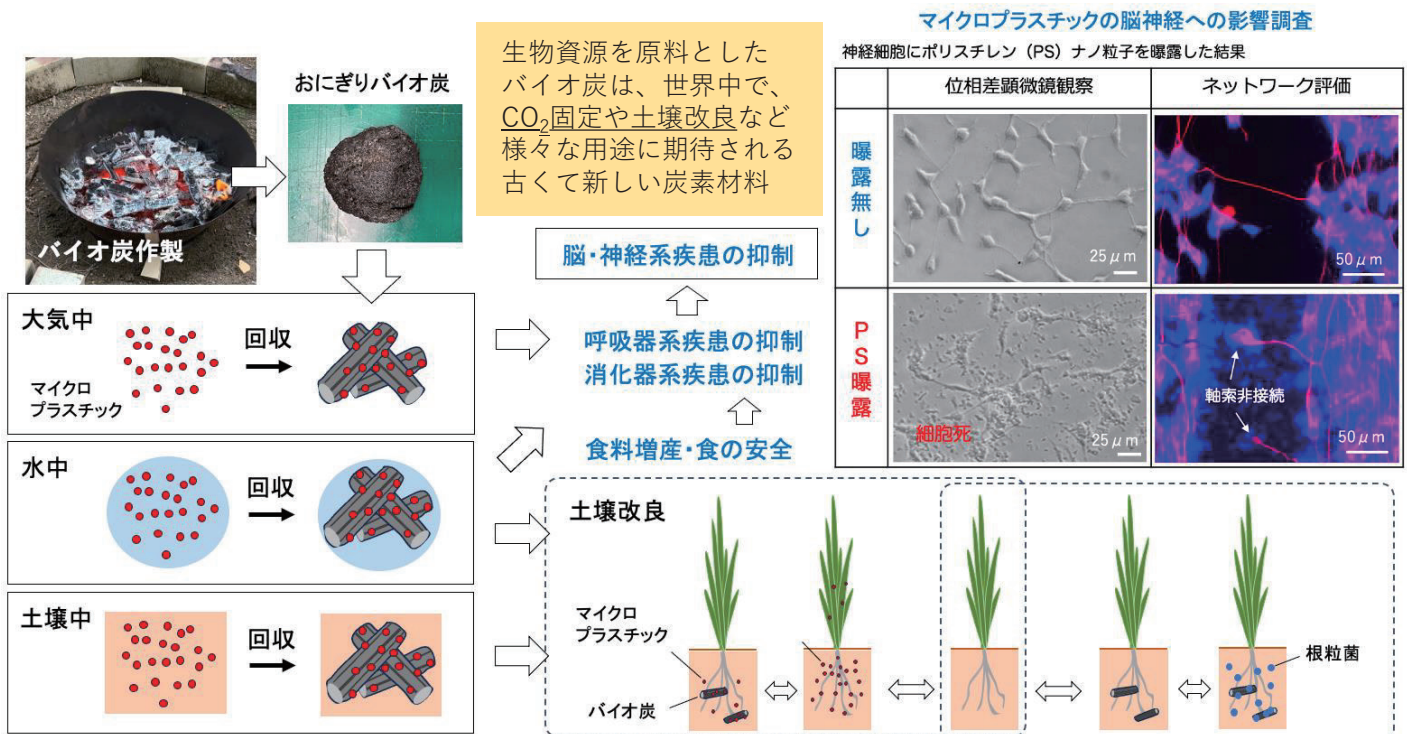 バイオ炭作製
おにぎりバイオ炭
生物資源を原料とした
バイオ炭は、世界中で、
CO₂固定や土壌改良など
様々な用途に期待される
古くて新しい炭素材料
マイクロプラスチックの脳神経への影響調査
神経細胞にポリスチレン（PS）ナノ粒子を曝露した結果
位相差顕微鏡観察
ネットワーク評価
曝露無し
25μm
50μm
PS曝露
細胞死
25μm
軸索非接続
50μm
脳・神経系疾患の抑制
呼吸器系疾患の抑制
消化器系疾患の抑制
食料増産・食の安全
大気中
回収
マイクロ
プラスチック
水中
回収
土壌中
回収
土壌改良
マイクロ
プラスチック
バイオ炭
根粒菌